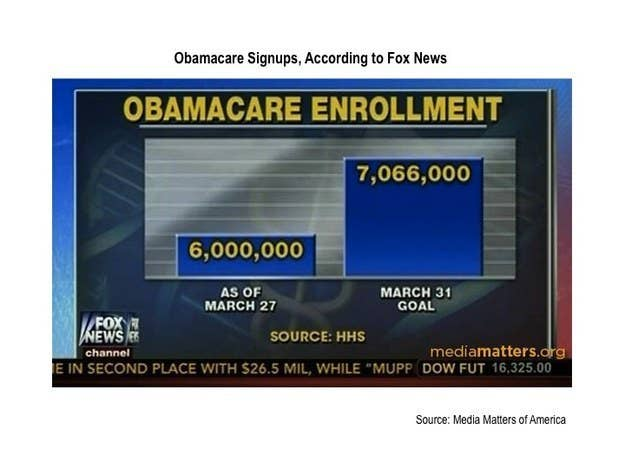 Obamacare Signups, According to Fox News
OBAMACARE ENROLLMENT
7,066,000
6,000,000
AS OF
MARCH 27
MARCH 31
GOAL
SOURCE: HHS
FOX
NEWS
channel
mediamatters.org
E IN SECOND PLACE WITH $26.5 MIL, WHILE "MUPP DOW FUT 16,325.00
Source: Media Matters of America